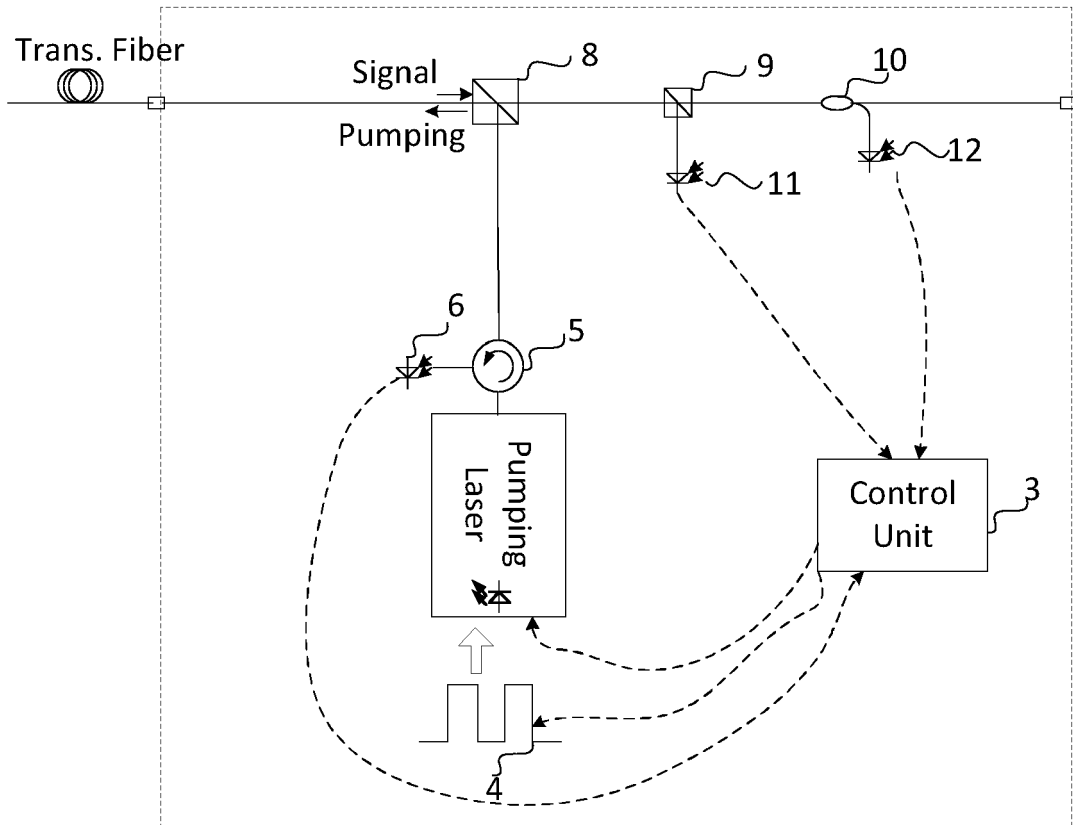 Trans. Fiber
Signal
Pumping
8
9
10
11
12
6
5
Pumping
Laser
Control
Unit
3
4